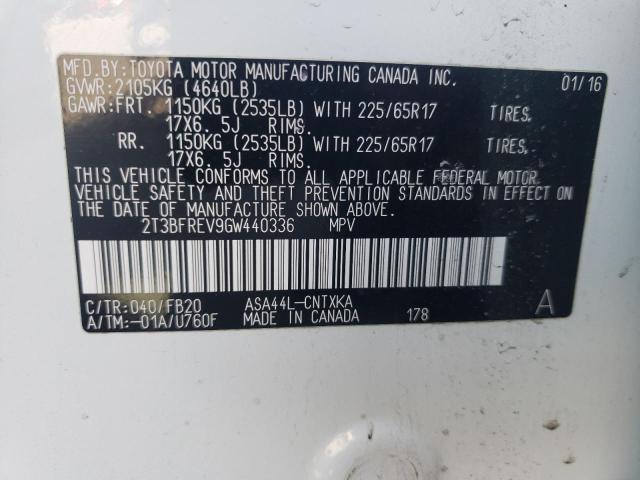 MFD.BY:TOYOTA MOTOR MANUFACTURING CANADA INC. 01/16
GVWR:2105KG (4640LB)
GAWR:FRT. 1150KG (2535LB) WITH 225/65R17 TIRES,
17X6. 5J RIMS.
RR. 1150KG (2535LB) WITH 225/65R17 TIRES,
17X6. 5J RIMS.
THIS VEHICLE CONFORMS TO ALL APPLICABLE FEDERAL MOTOR
VEHICLE SAFETY AND THEFT PREVENTION STANDARDS IN EFFECT ON
THE DATE OF MANUFACTURE SHOWN ABOVE.
2T3BFREV9GW440336 MPV
C/TR:040/FB20 ASA44L-CNTXKA A
A/TM:-01A/U760F MADE IN CANADA 178